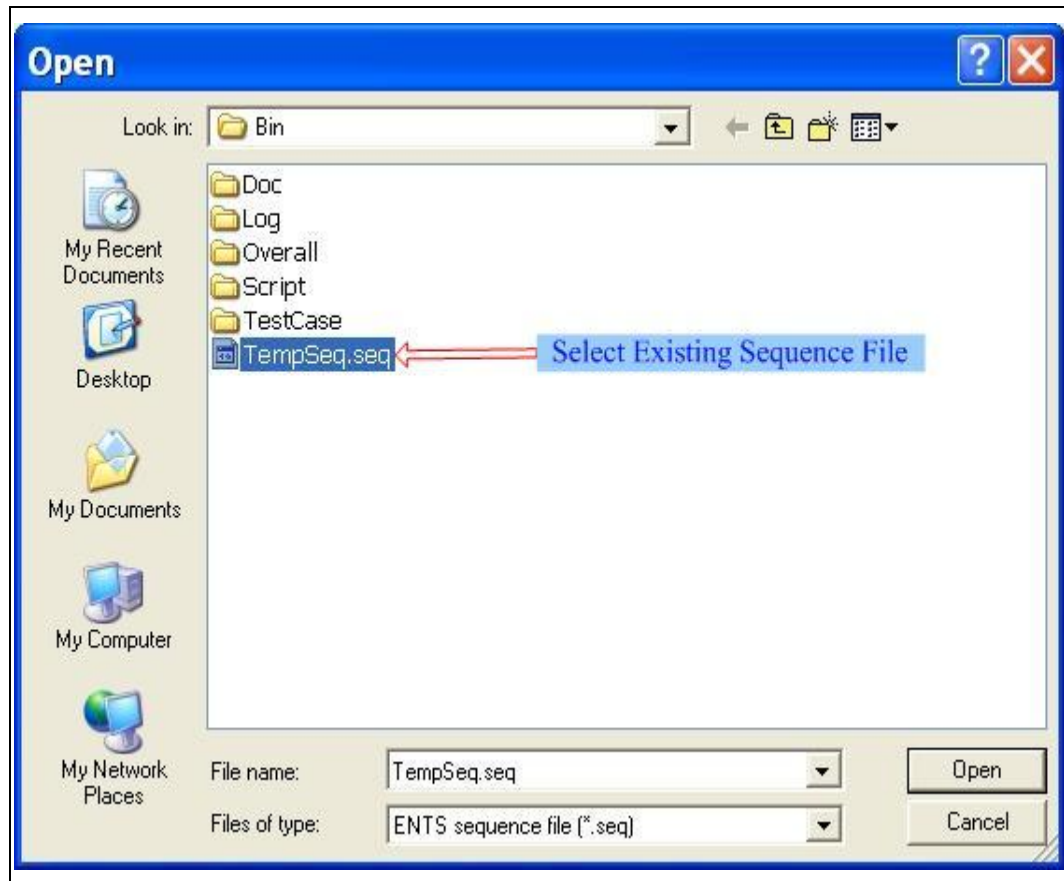 Open
Look in: Bin
My Recent
Documents
Desktop
My Documents
My Computer
My Network
Places
Doc
Log
Overall
Script
TestCase
TempSeq.seq Select Existing Sequence File
File name: TempSeq.seq Open
Files of type: ENTS sequence file (*.seq) Cancel